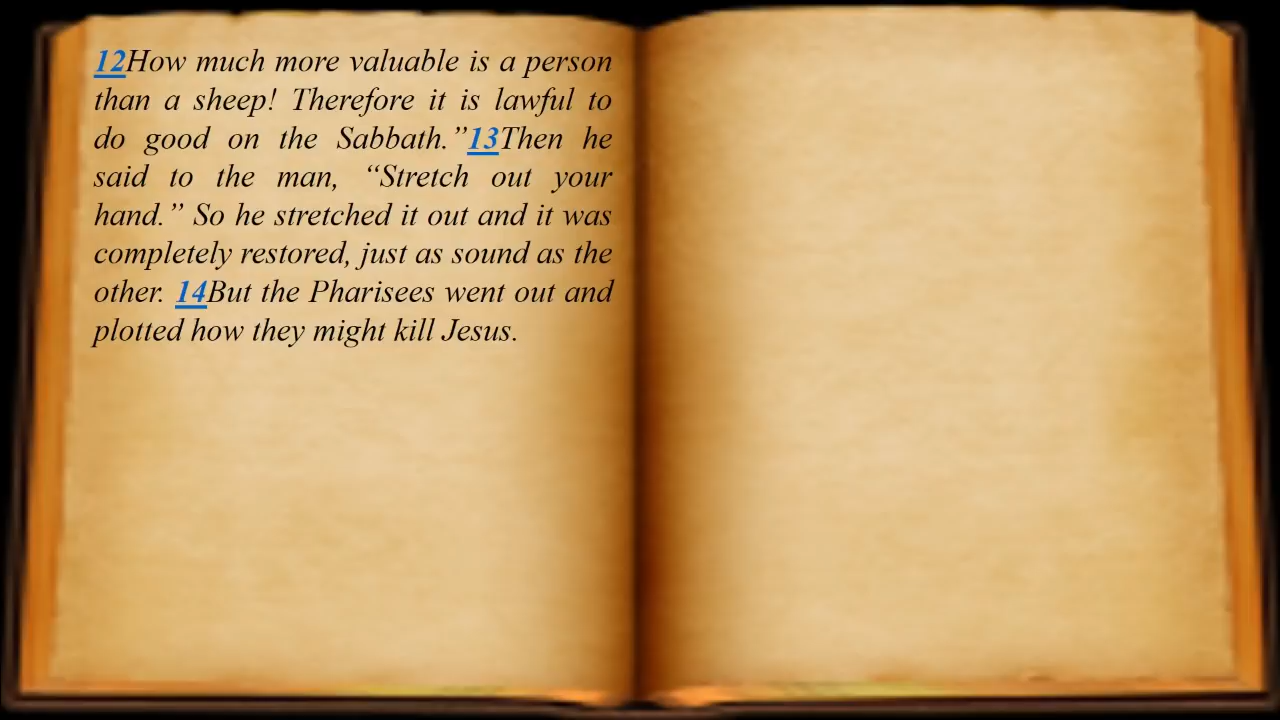 12How much more valuable is a person
than a sheep! Therefore it is lawful to
do good on the Sabbath.”13Then he
said to the man, “Stretch out your
hand.” So he stretched it out and it was
completely restored, just as sound as the
other. 14But the Pharisees went out and
plotted how they might kill Jesus.